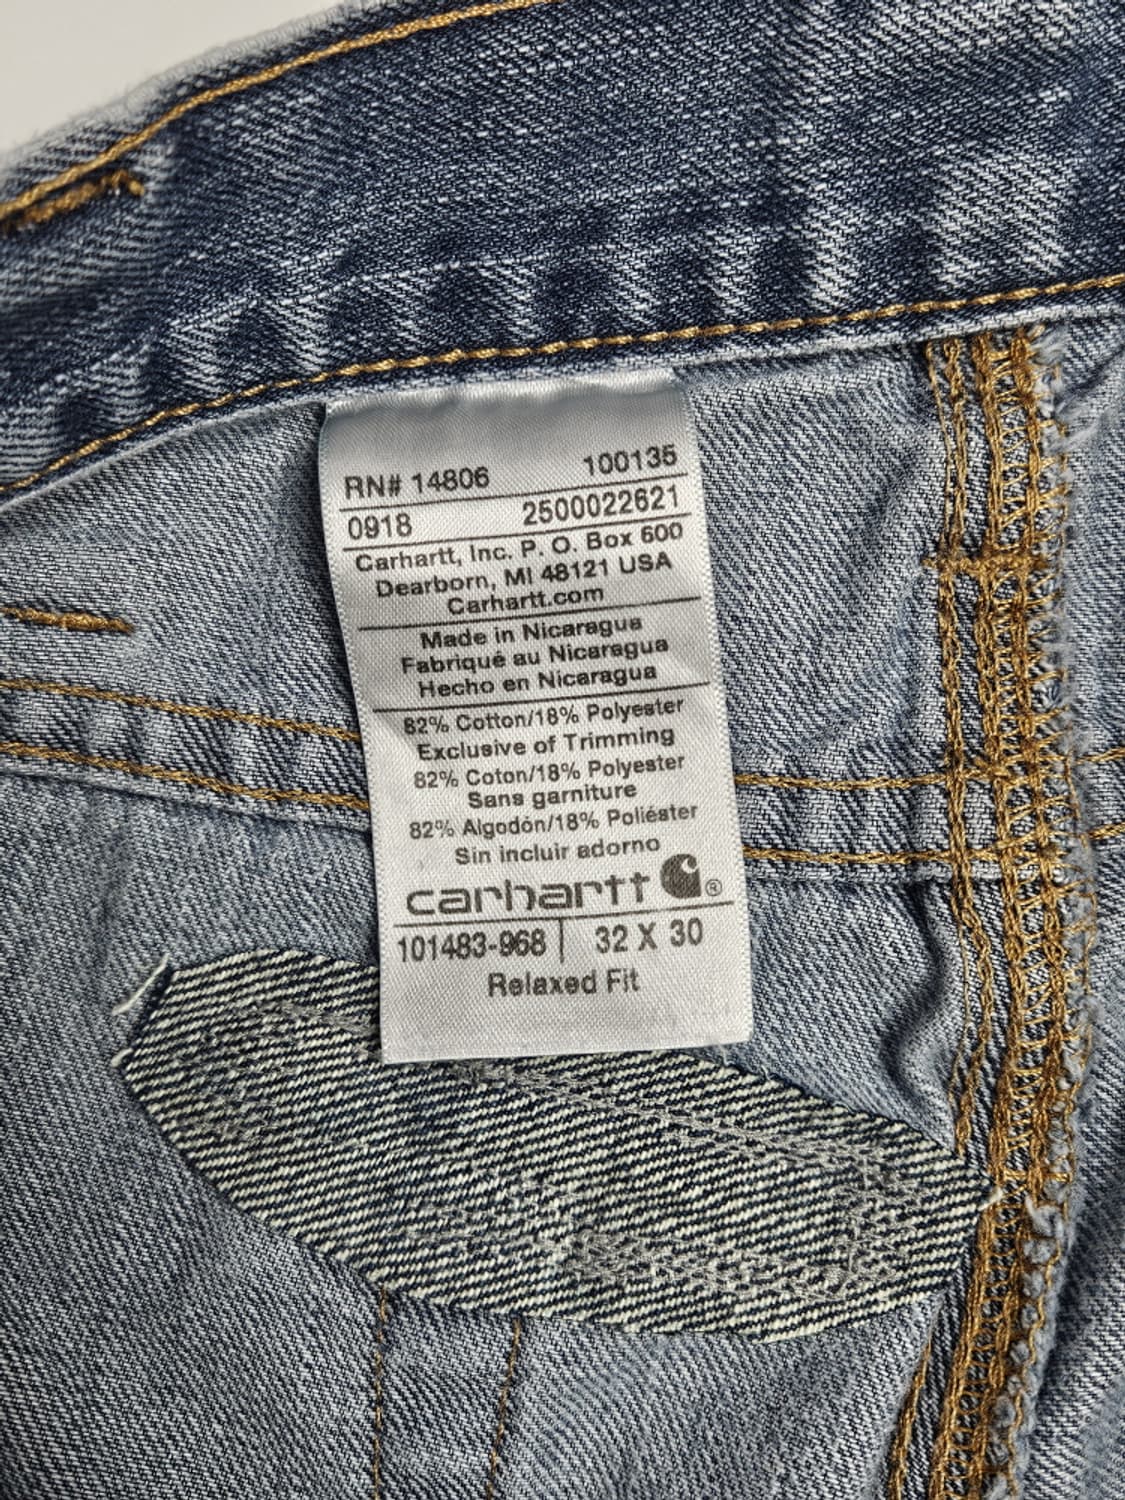 RN# 14806 100135
0918 2500022621
Carhartt, Inc. P. O. Box 600
Dearborn, MI 48121 USA
Carhartt.com
Made in Nicaragua
Fabriqué au Nicaragua
Hecho en Nicaragua
82% Cotton/18% Polyester
Exclusive of Trimming
82% Coton/18% Polyester
Sans garniture
82% Algodón/18% Poliéster
Sin incluir adorno
carhartt ®
101483-968 32 X 30
Relaxed Fit